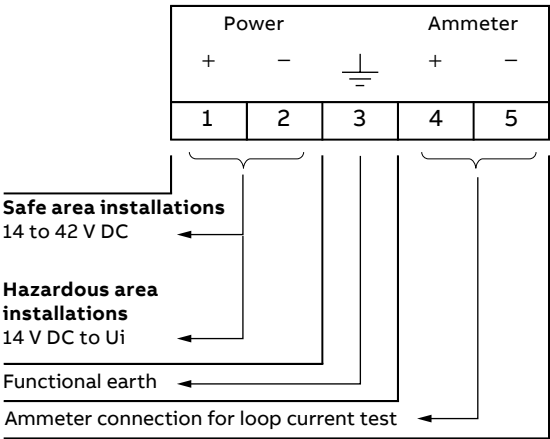 Power Ammeter
+ − + −
1 2 3 4 5
Safe area installations
14 to 42 V DC
Hazardous area
installations
14 V DC to Ui
Functional earth
Ammeter connection for loop current test